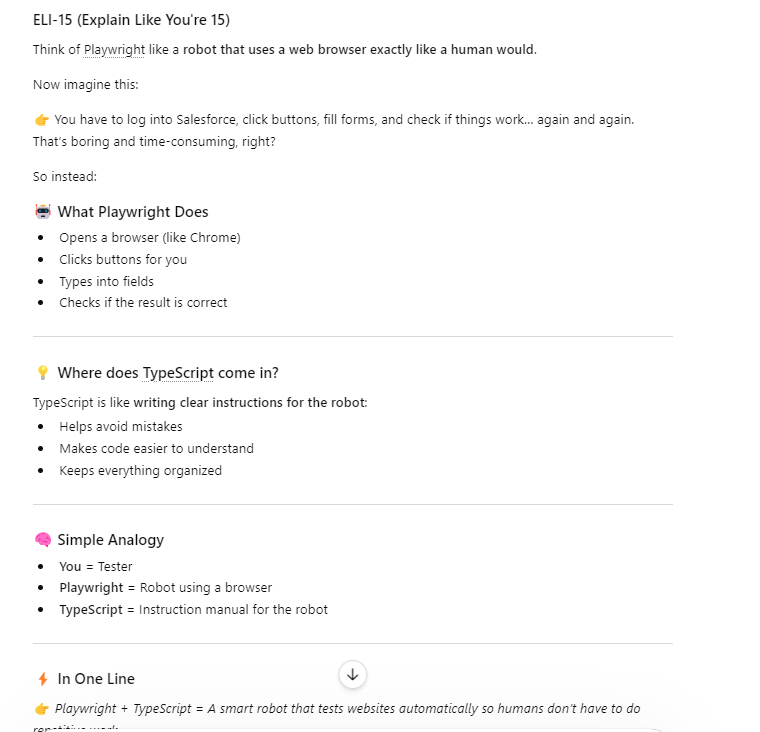 ELI-15 (Explain Like You're 15)
Think of Playwright like a robot that uses a web browser exactly like a human would.
Now imagine this:
👉 You have to log into Salesforce, click buttons, fill forms, and check if things work... again and again.
That's boring and time-consuming, right?
So instead:
🤖 What Playwright Does
• Opens a browser (like Chrome)
• Clicks buttons for you
• Types into fields
• Checks if the result is correct
💡 Where does TypeScript come in?
TypeScript is like writing clear instructions for the robot:
• Helps avoid mistakes
• Makes code easier to understand
• Keeps everything organized
🧠 Simple Analogy
• You = Tester
• Playwright = Robot using a browser
• TypeScript = Instruction manual for the robot
⚡ In One Line
👉 Playwright + TypeScript = A smart robot that tests websites automatically so humans don't have to do